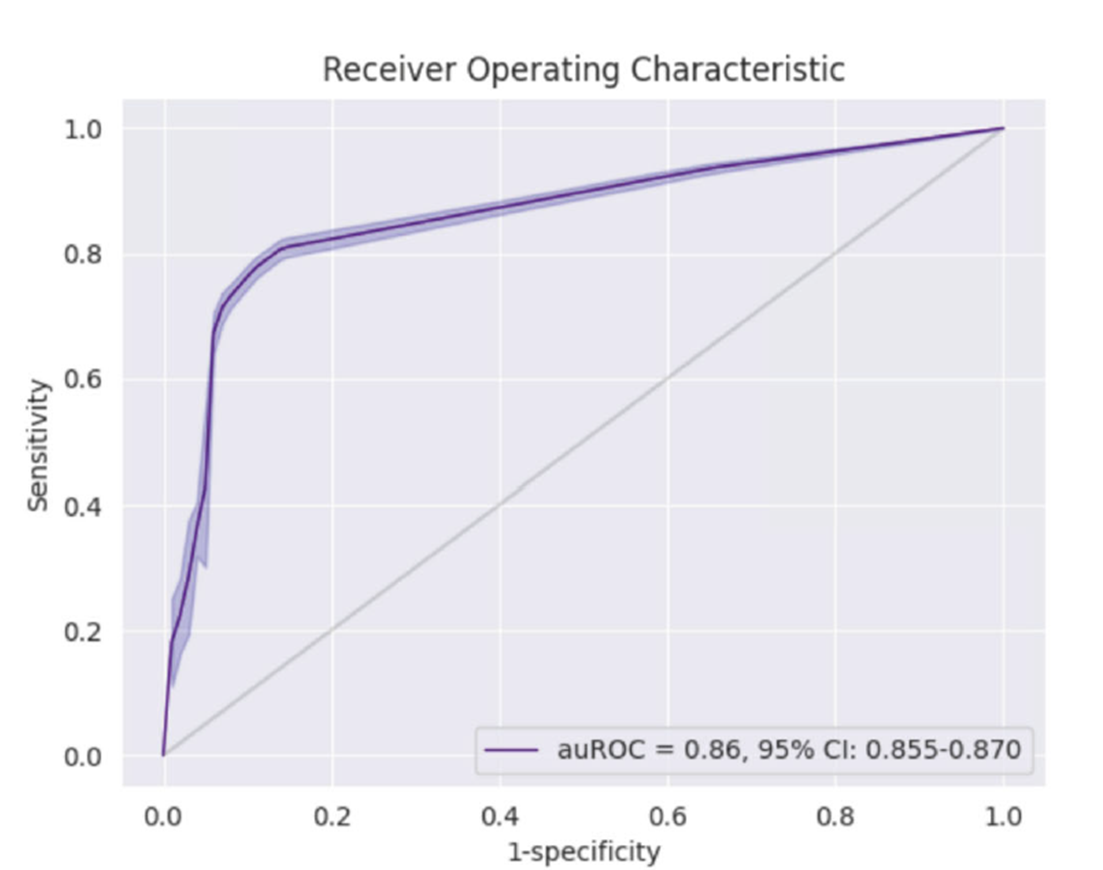 Receiver Operating Characteristic
1.0
0.8
0.6
0.4
0.2
0.0
Sensitivity
auROC = 0.86, 95% CI: 0.855-0.870
0.0 0.2 0.4 0.6 0.8 1.0
1-specificity